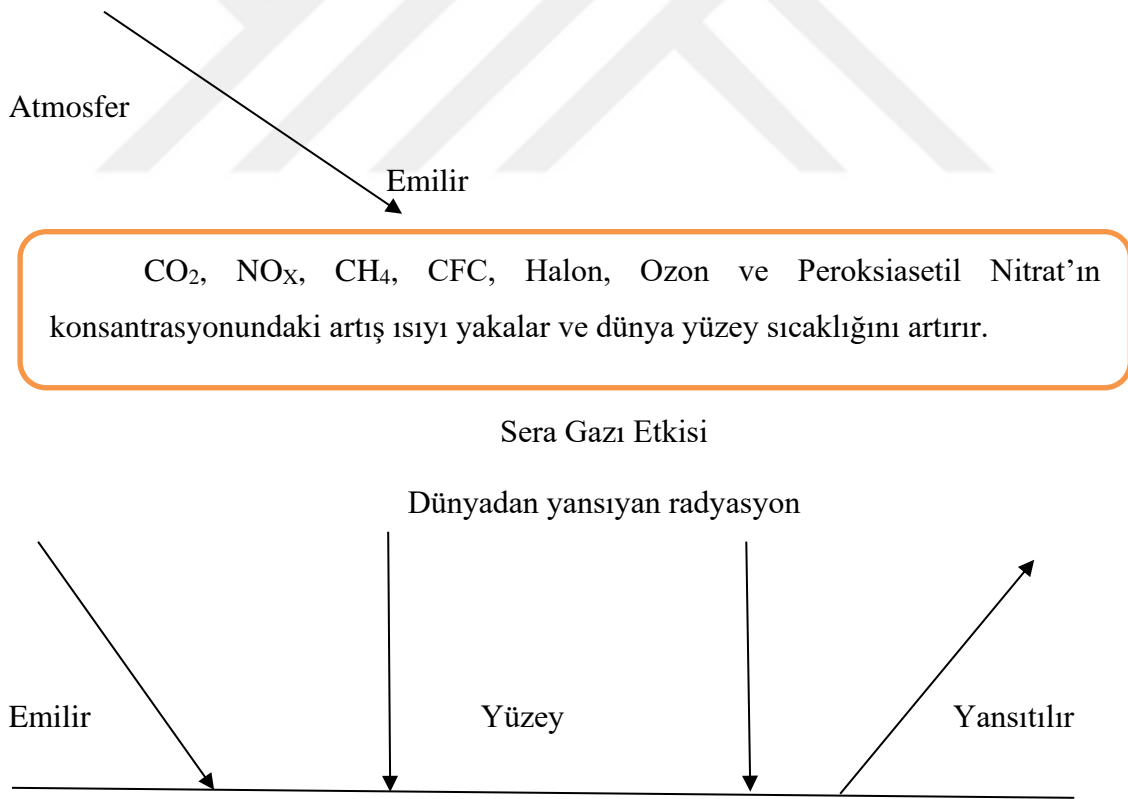 Atmosfer
Emilir
CO₂, NOₓ, CH₄, CFC, Halon, Ozon ve Peroksiasetil Nitrat’ın
konsantrasyonundaki artış ısıyı yakalar ve dünya yüzey sıcaklığını artırır.
Sera Gazı Etkisi
Dünyadan yansıyan radyasyon
Emilir Yüzey Yansıtılır